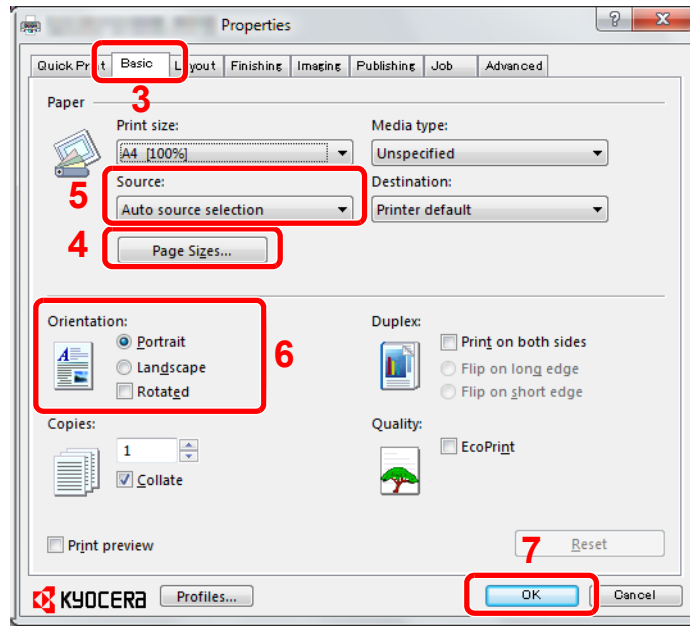 Properties
Quick Print Basic Layout Finishing Imaging Publishing Job Advanced
3
Paper
Print size: Media type:
A4 [100%] Unspecified
5 Source: Destination:
Auto source selection Printer default
4 Page Sizes...
Orientation: Duplex:
Portrait Print on both sides
6
Landscape Flip on long edge
Rotated Flip on short edge
Copies: Quality:
1 EcoPrint
Collate
Print preview 7 Reset
KYOCERA Profiles... OK Cancel